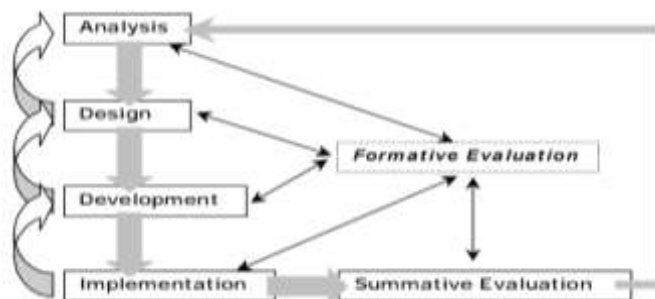 Analysis
Design
Formative Evaluation
Development
Implementation
Summative Evaluation